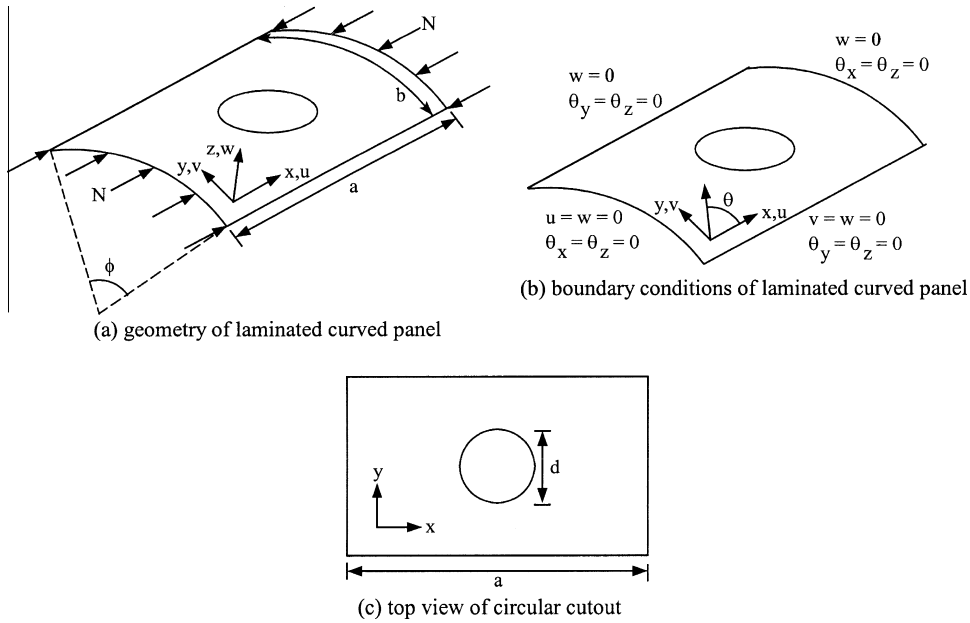 N
b
z,w
y,v
x,u
a
N
ϕ
(a) geometry of laminated curved panel
w = 0
θx = θz = 0
w = 0
θy = θz = 0
θ
y,v
x,u
u = w = 0
θx = θz = 0
v = w = 0
θy = θz = 0
(b) boundary conditions of laminated curved panel
d
y
x
a
(c) top view of circular cutout